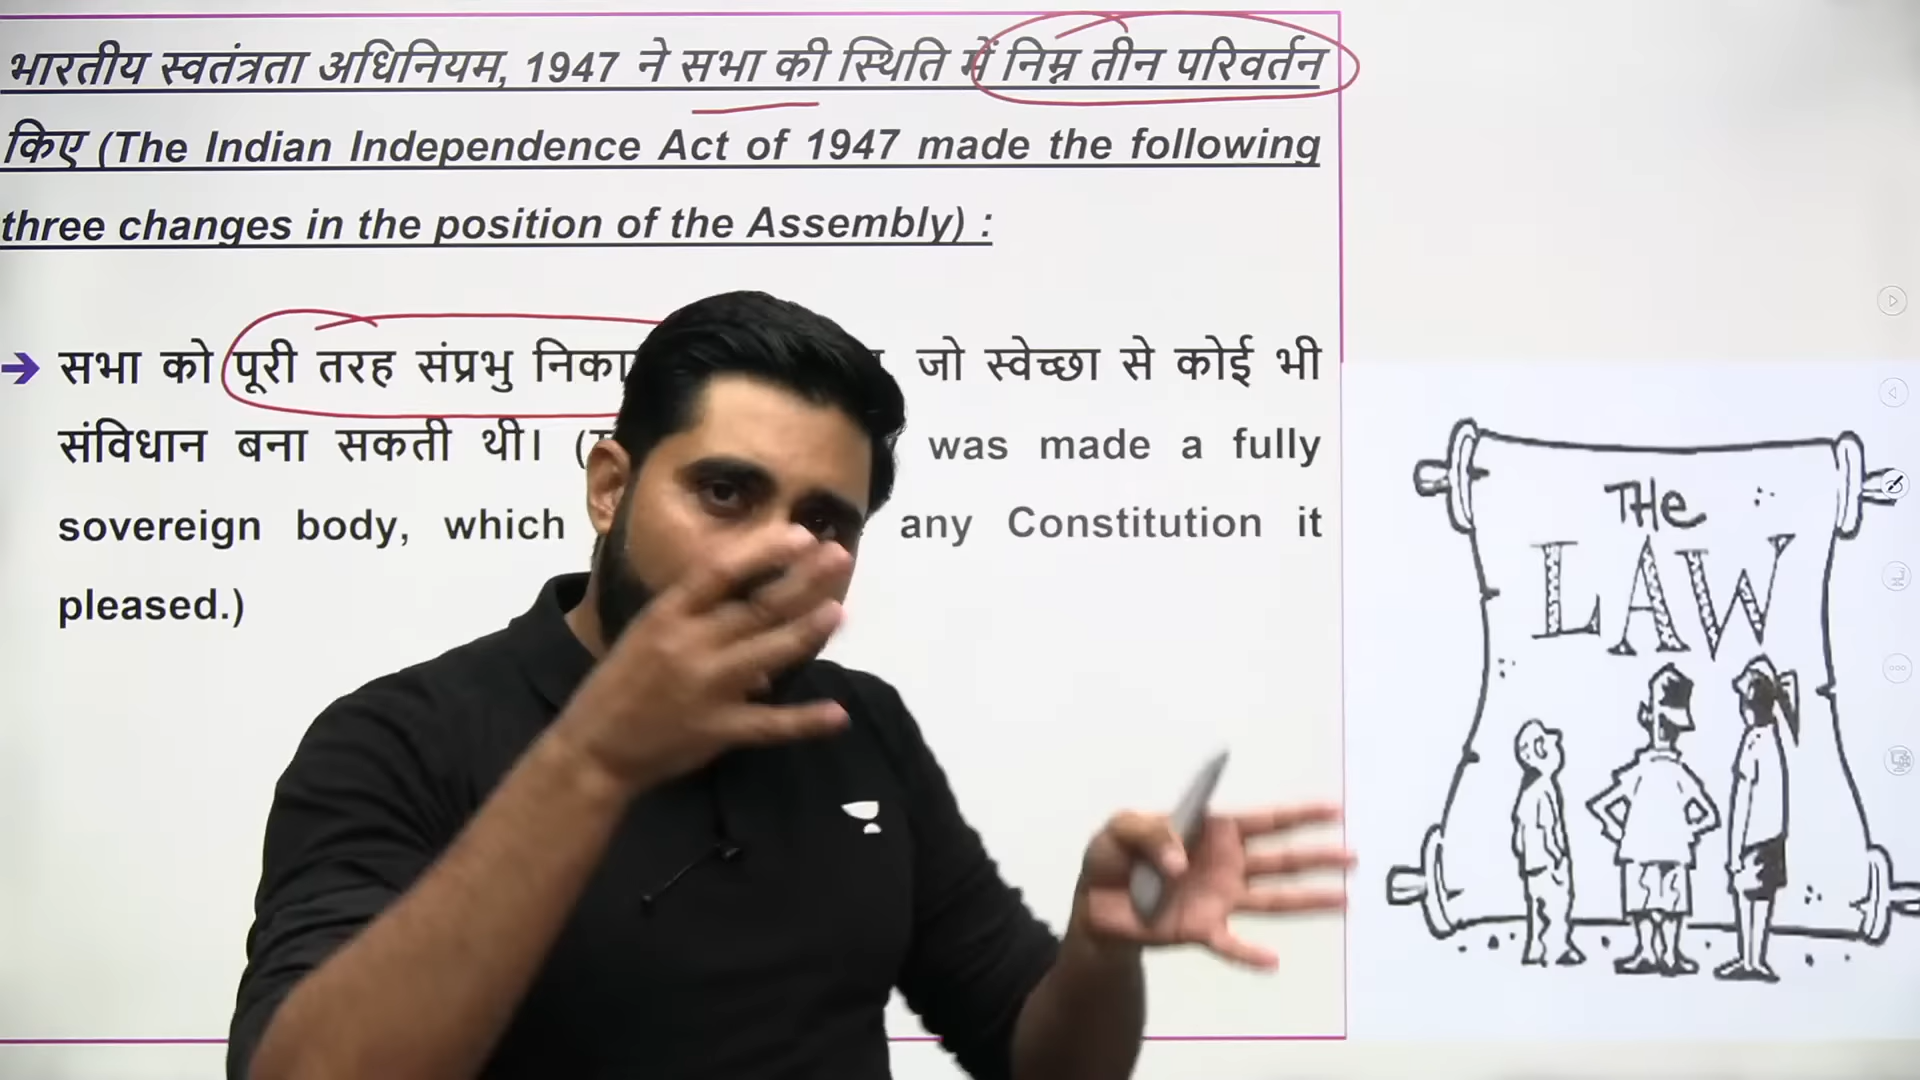 भारतीय स्वतंत्रता अधिनियम, 1947 ने सभा की स्थिति में निम्न तीन परिवर्तन
किए (The Indian Independence Act of 1947 made the following
three changes in the position of the Assembly) :
सभा को पूरी तरह संप्रभु जो स्वेच्छा से कोई भी
संविधान बना सकती थी। ( was made a fully
sovereign body, which any Constitution it
pleased.)
THE
LAW